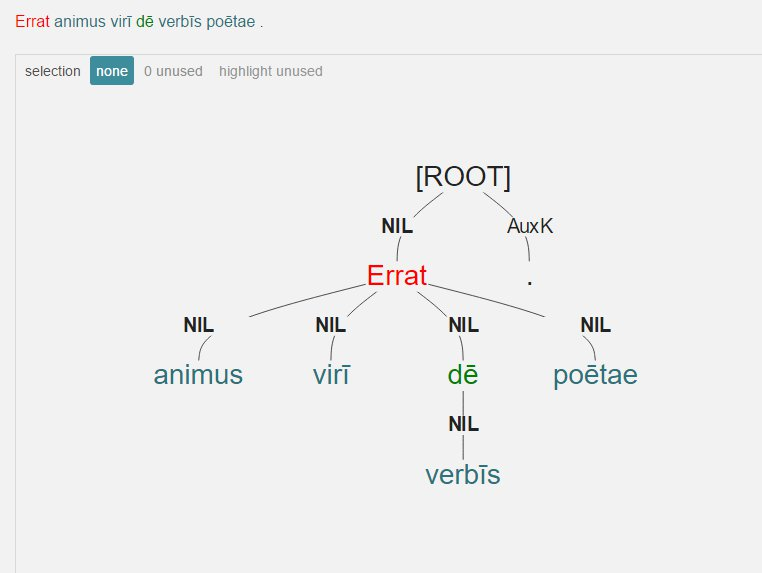 Errat animus virī dē verbīs poētae .
selection none 0 unused highlight unused
[ROOT]
NIL AuxK
Errat .
NIL NIL NIL NIL
animus virī dē poētae
NIL
verbīs